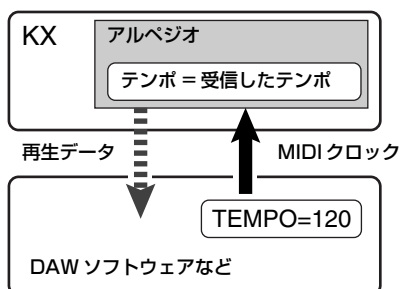 KX
アルペジオ
テンポ = 受信したテンポ
再生データ
MIDI クロック
TEMPO=120
DAW ソフトウェアなど